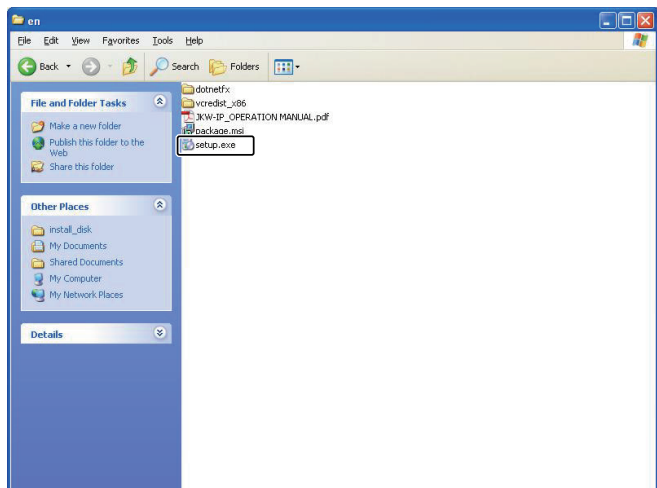 en
File Edit View Favorites Tools Help
Back Search Folders
File and Folder Tasks
Make a new folder
Publish this folder to the
Web
Share this folder
Other Places
install_disk
My Documents
Shared Documents
My Computer
My Network Places
Details
dotnetfx
vcredist_x86
JKW-IP_OPERATION MANUAL.pdf
package.msi
setup.exe